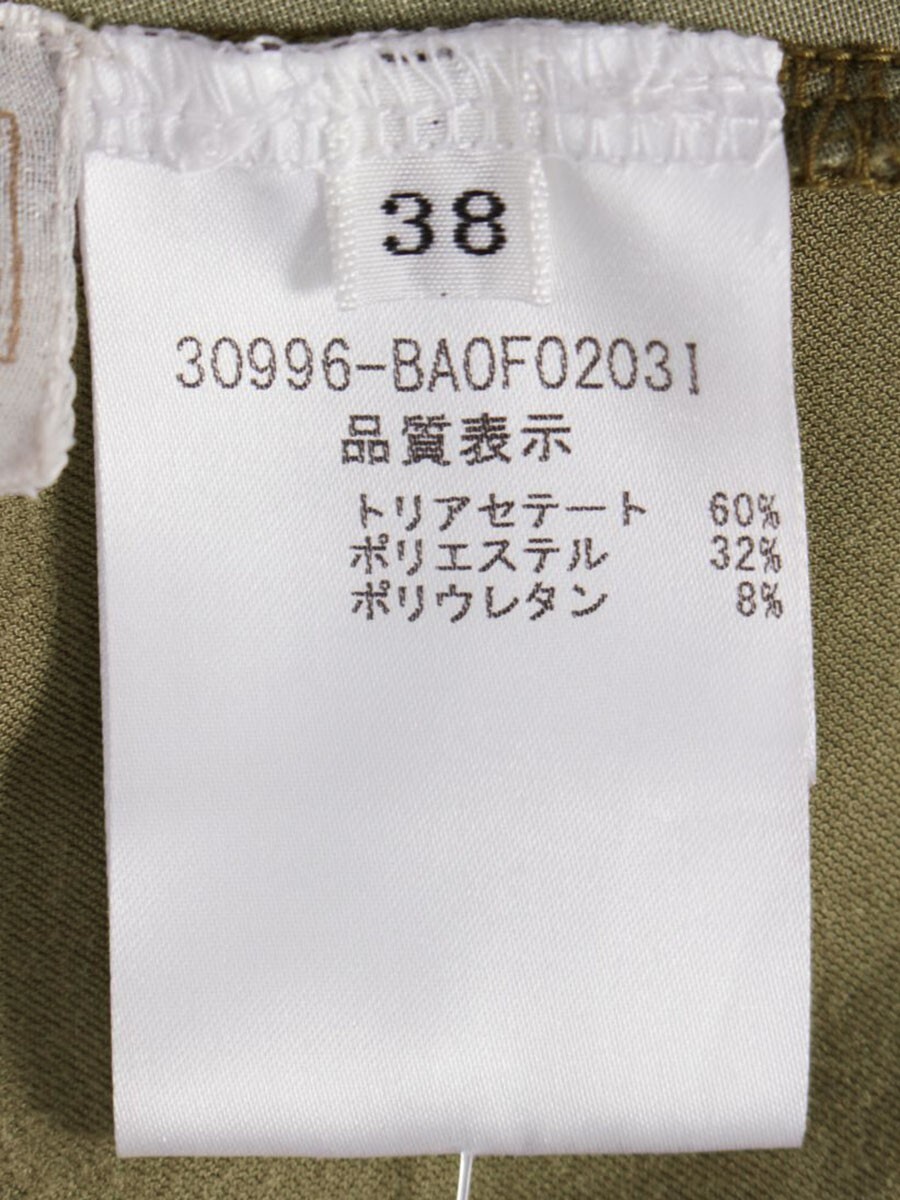 38
30996-BA0F02031
品質表示
トリアセテート 60%
ポリエステル 32%
ポリウレタン 8%